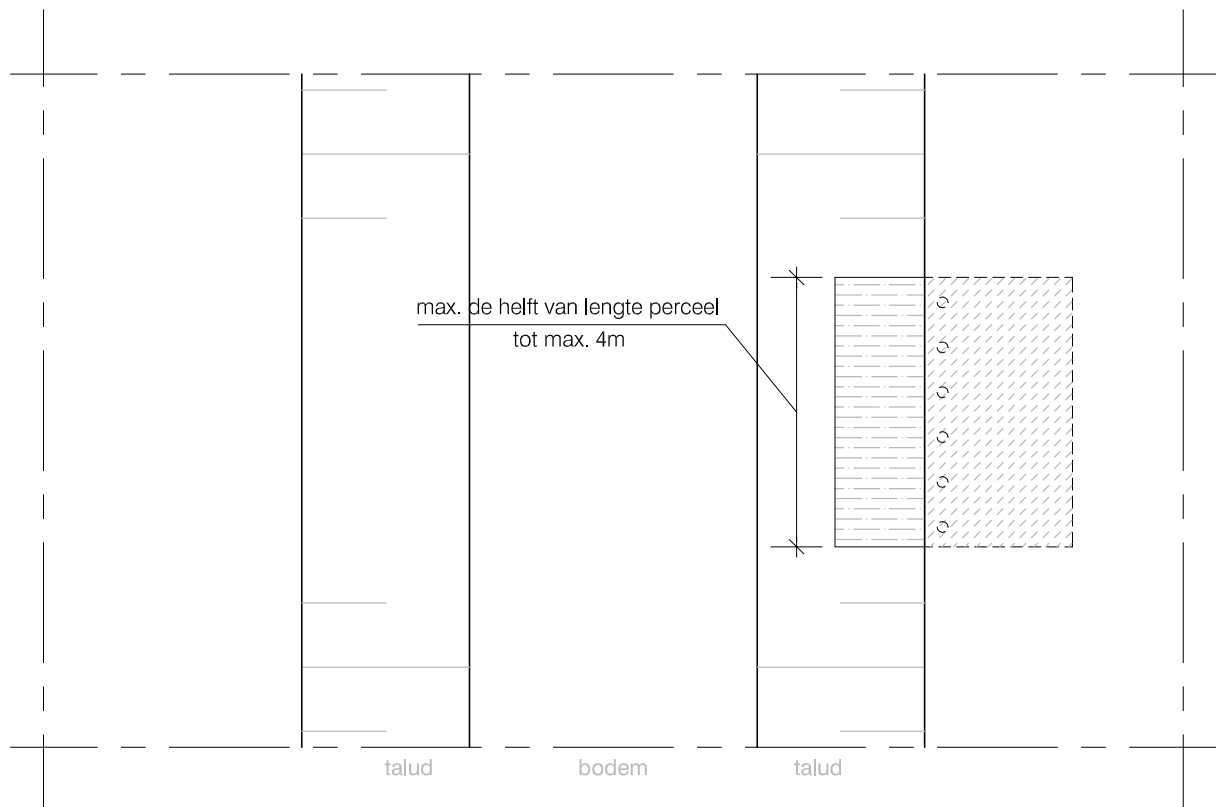 max. de helft van lengte perceel
tot max. 4m
talud
bodem
talud